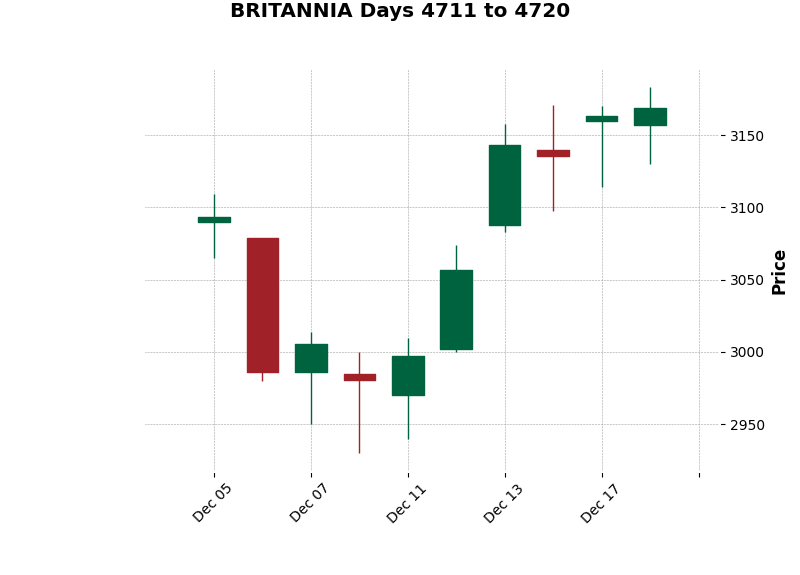 BRITANNIA Days 4711 to 4720
3150
3100
3050
3000
2950
Price
Dec 05
Dec 07
Dec 11
Dec 13
Dec 17